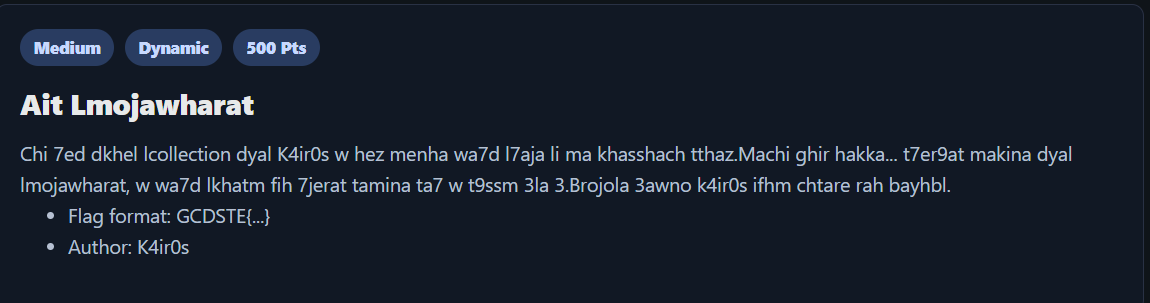 Medium Dynamic 500 Pts
Ait Lmojawharat
Chi 7ed dkhel lcollection dyal K4ir0s w hez menha wa7d l7aja li ma khasshach tthaz.Machi ghir hakka... t7er9at makina dyal
lmojawharat, w wa7d lkhatm fih 7jerat tamina ta7 w t9ssm 3la 3.Brojola 3awno k4ir0s ifhm chtare rah bayhbl.
• Flag format: GCDSTE{...}
• Author: K4ir0s